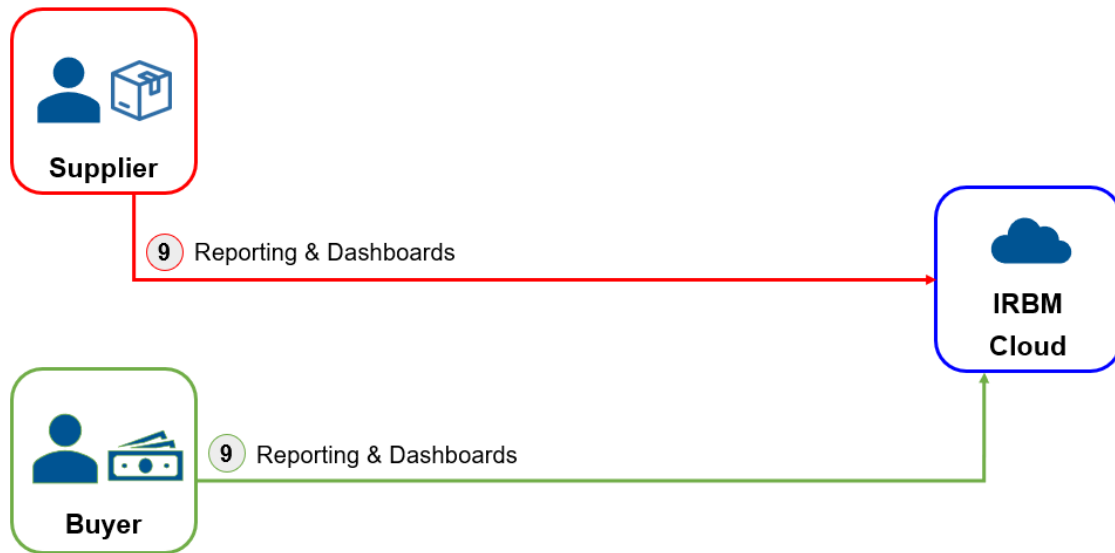 Supplier
9 Reporting & Dashboards
IRBM
Cloud
9 Reporting & Dashboards
Buyer